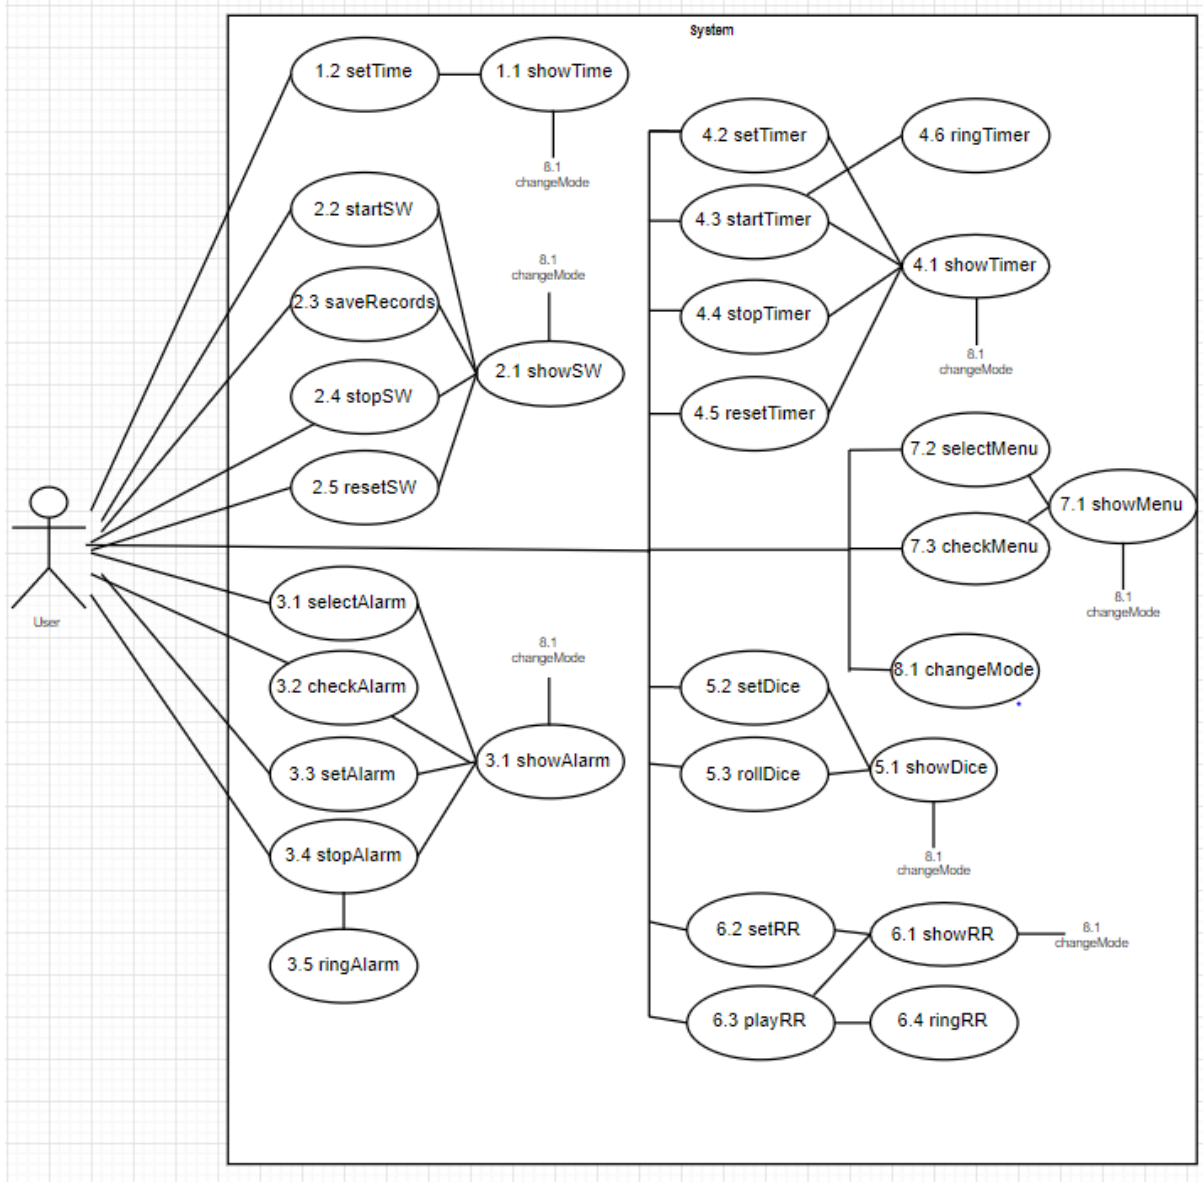 System
1.2 setTime
1.1 showTime
8.1
changeMode
2.2 startSW
2.3 saveRecords
2.4 stopSW
2.5 resetSW
8.1
changeMode
2.1 showSW
User
3.1 selectAlarm
3.2 checkAlarm
3.3 setAlarm
3.4 stopAlarm
3.5 ringAlarm
8.1
changeMode
3.1 showAlarm
4.2 setTimer
4.3 startTimer
4.4 stopTimer
4.5 resetTimer
4.6 ringTimer
4.1 showTimer
8.1
changeMode
7.2 selectMenu
7.3 checkMenu
7.1 showMenu
8.1
changeMode
8.1 changeMode
5.2 setDice
5.3 rollDice
5.1 showDice
8.1
changeMode
6.2 setRR
6.1 showRR
8.1
changeMode
6.3 playRR
6.4 ringRR